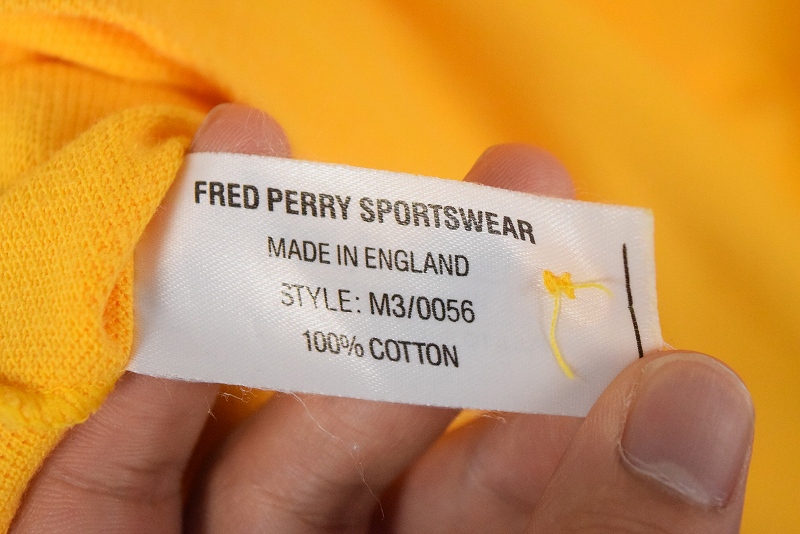 FRED PERRY SPORTSWEAR
MADE IN ENGLAND
STYLE: M3/0056
100% COTTON